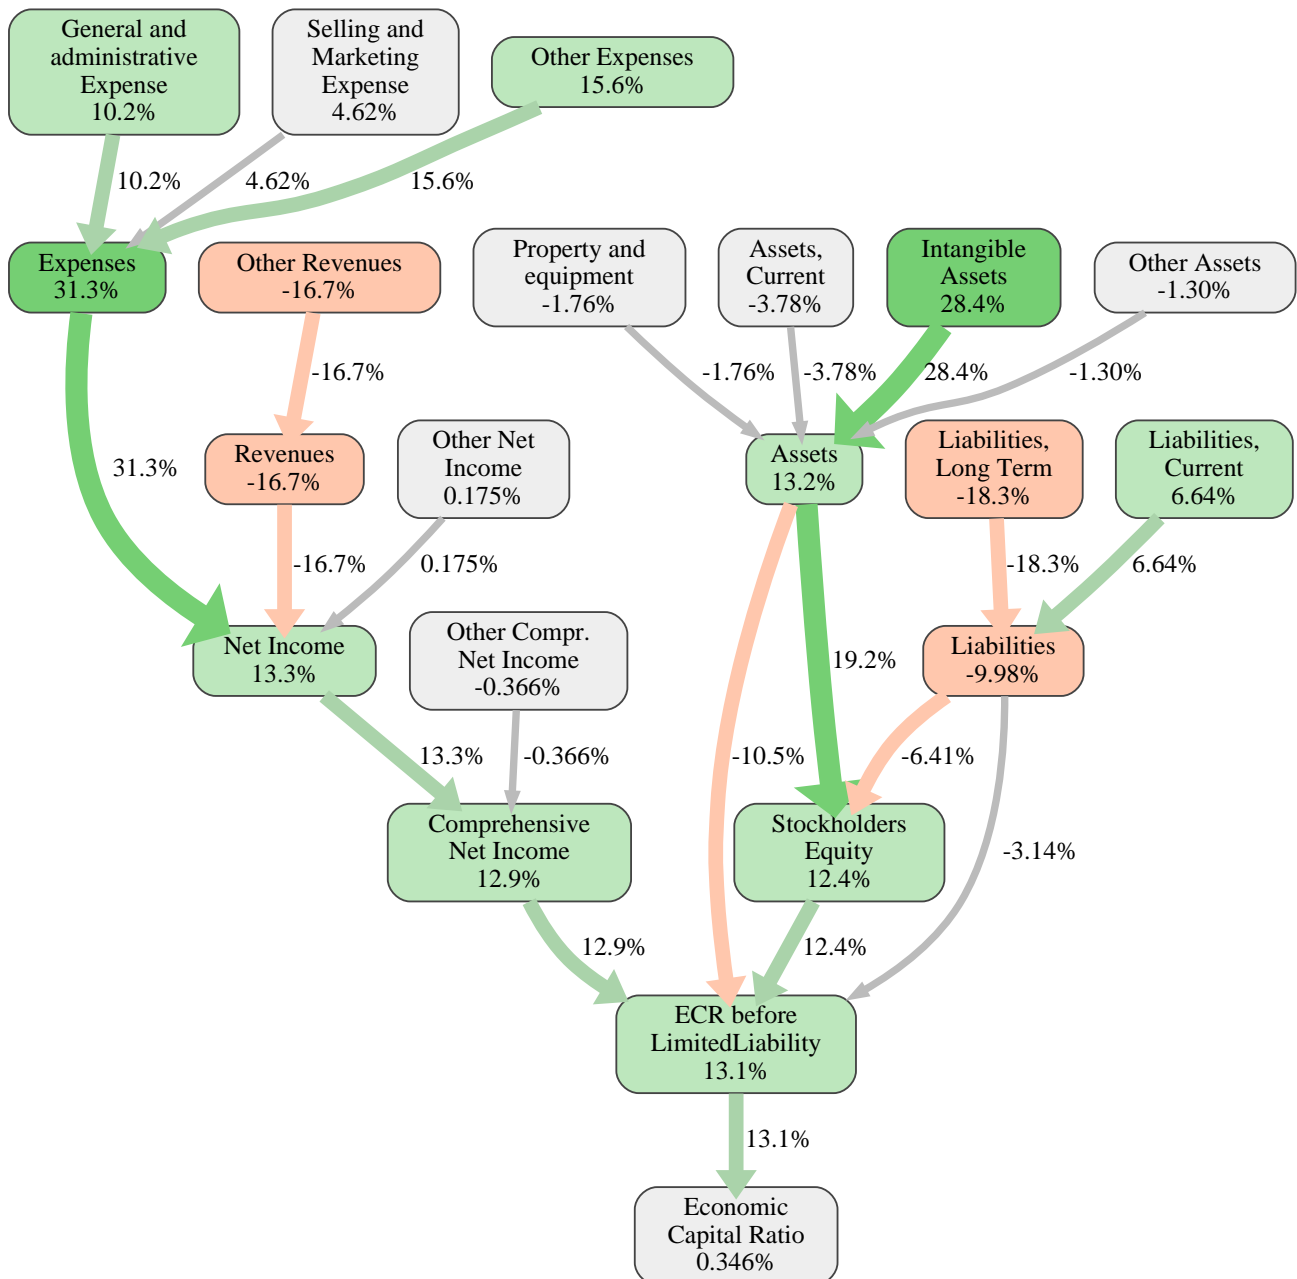 General and
administrative
Expense
10.2%
Selling and
Marketing
Expense
4.62%
Other Expenses
15.6%
10.2%
4.62%
15.6%
Expenses
31.3%
Other Revenues
-16.7%
Property and
equipment
-1.76%
Assets,
Current
-3.78%
Intangible
Assets
28.4%
Other Assets
-1.30%
-16.7%
-1.76%
-3.78%
28.4%
-1.30%
31.3%
Revenues
-16.7%
Other Net
Income
0.175%
Assets
13.2%
Liabilities,
Long Term
-18.3%
Liabilities,
Current
6.64%
-16.7%
0.175%
-18.3%
6.64%
Net Income
13.3%
Other Compr.
Net Income
-0.366%
19.2%
Liabilities
-9.98%
13.3%
-0.366%
-10.5%
-6.41%
Comprehensive
Net Income
12.9%
Stockholders
Equity
12.4%
-3.14%
12.9%
12.4%
ECR before
LimitedLiability
13.1%
13.1%
Economic
Capital Ratio
0.346%